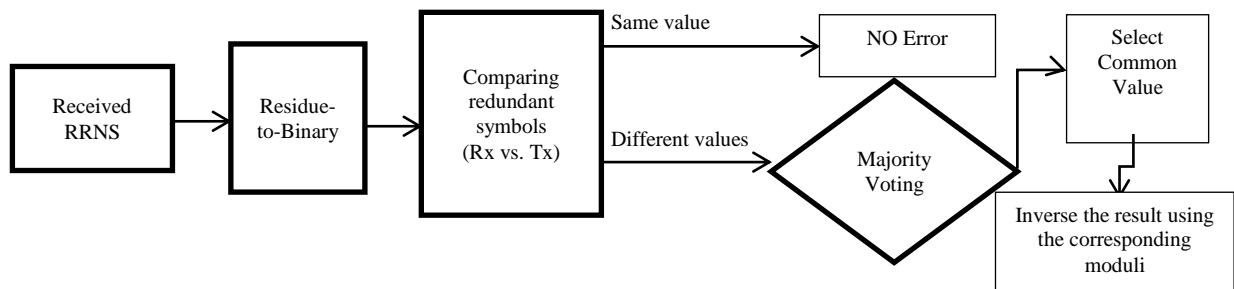 Received
RRNS
Residue-
to-Binary
Comparing
redundant
symbols
(Rx vs. Tx)
Same value
Different values
NO Error
Majority
Voting
Select
Common
Value
Inverse the result using
the corresponding
moduli